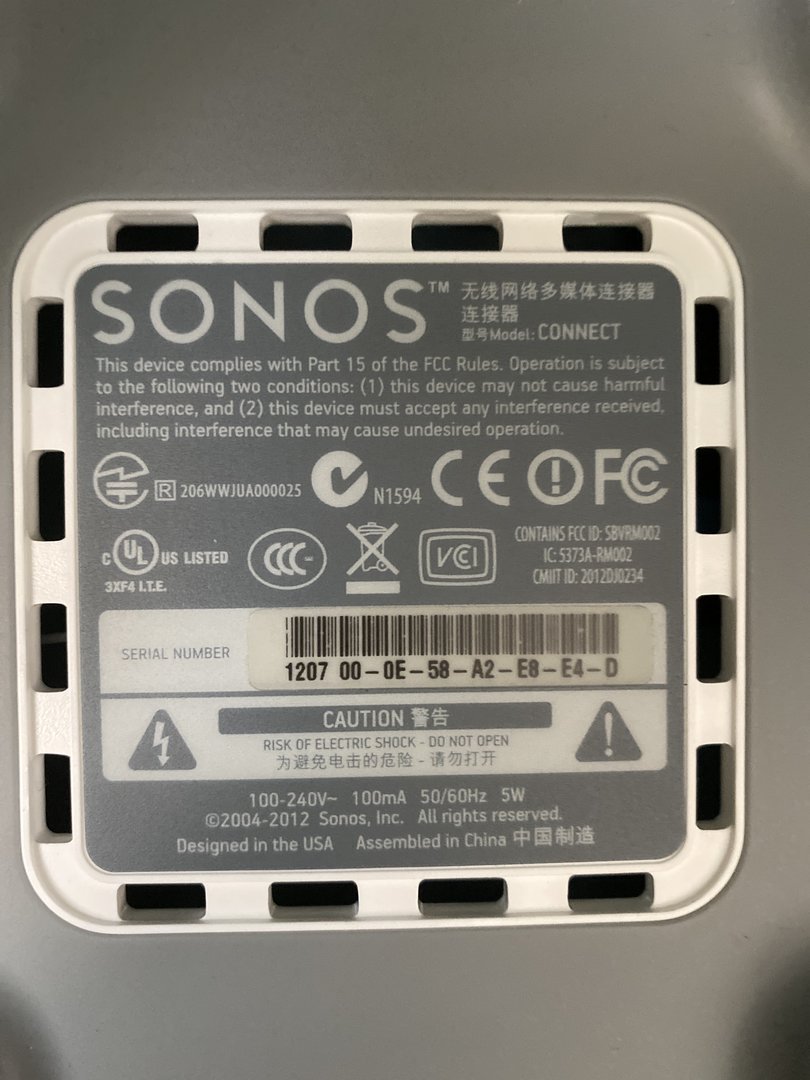 SONOS™ 无线网络多媒体连接器
连接器
型号Model: CONNECT
This device complies with Part 15 of the FCC Rules. Operation is subject
to the following two conditions: (1) this device may not cause harmful
interference, and (2) this device must accept any interference received,
including interference that may cause undesired operation.
R 206WWJUA000025 N1594 CE FC
C UL US LISTED
3XF4 I.T.E.
CCC
VCI
CONTAINS FCC ID: SBVRM002
IC: 5373A-RM002
CMIIT ID: 2012DJ0234
SERIAL NUMBER
1207 00-0E-58-A2-E8-E4-D
CAUTION 警告
RISK OF ELECTRIC SHOCK - DO NOT OPEN
为避免电击的危险 - 请勿打开
100-240V~ 100mA 50/60Hz 5W
©2004-2012 Sonos, Inc. All rights reserved.
Designed in the USA Assembled in China 中国制造